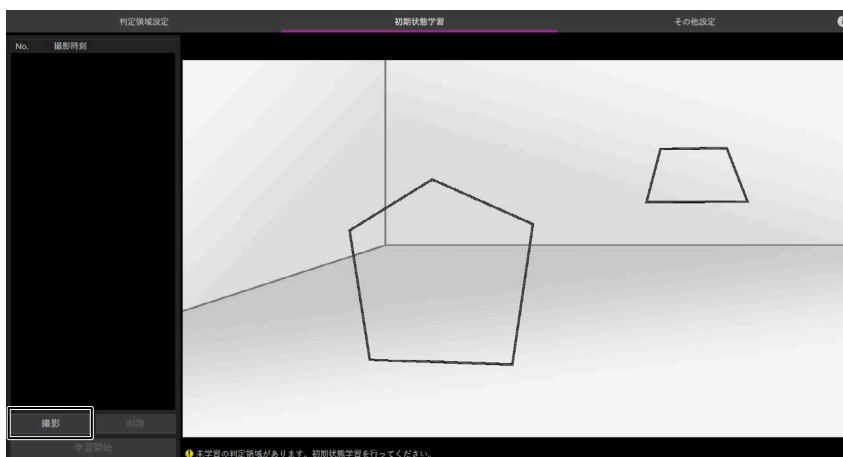 判定領域設定 初期状態学習 その他設定
No. 撮影時刻
撮影 削除
学習開始
未学習の判定領域があります。初期状態学習を行ってください。